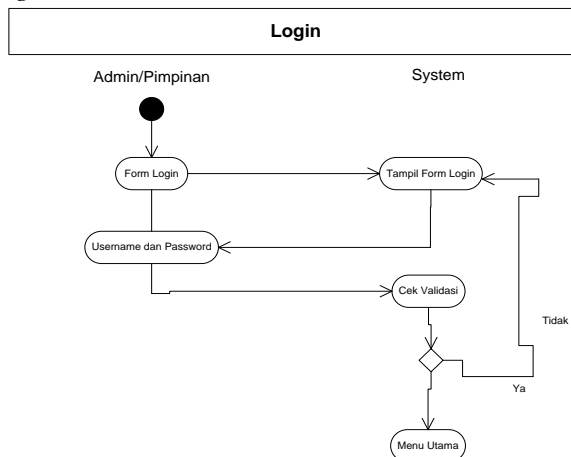 Login
Admin/Pimpinan
System
Form Login
Tampil Form Login
Username dan Password
Cek Validasi
Tidak
Ya
Menu Utama